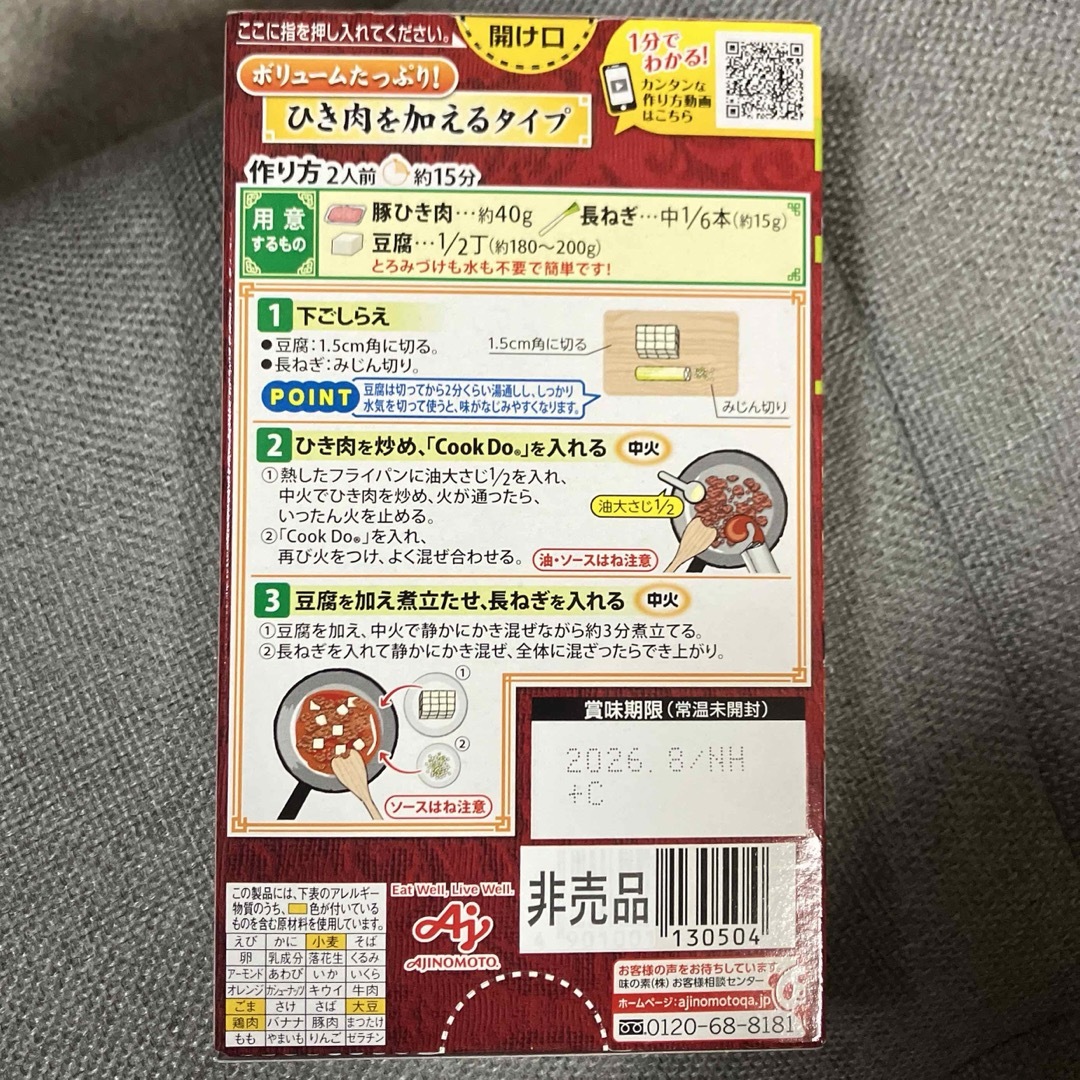 ここに指を押し入れてください。
開け口
1分で
わかる!
カンタンな
作り方動画
はこちら
ボリュームたっぷり!
ひき肉を加えるタイプ
作り方 2人前 約15分
用意
するもの
豚ひき肉…約40g 長ねぎ…中1/6本(約15g)
豆腐…1/2丁(約180〜200g)
とろみづけも水も不要で簡単です!
1 下ごしらえ
●豆腐:1.5cm角に切る。
●長ねぎ:みじん切り。
1.5cm角に切る
みじん切り
POINT
豆腐は切ってから2分くらい湯通しし、しっかり
水気を切って使うと、味がなじみやすくなります。
2 ひき肉を炒め、「Cook Do®」を入れる 中火
①熱したフライパンに油大さじ1/2を入れ、
中火でひき肉を炒め、火が通ったら、
いったん火を止める。
②「Cook Do®」を入れ、
再び火をつけ、よく混ぜ合わせる。
油大さじ1/2
油・ソースはね注意
3 豆腐を加え煮立たせ、長ねぎを入れる 中火
①豆腐を加え、中火で静かにかき混ぜながら約3分煮立てる。
②長ねぎを入れて静かにかき混ぜ、全体に混ざったらでき上がり。
①
②
ソースはね注意
賞味期限(常温未開封)
2026. 8/NH
+C
この製品には、下表のアレルギー
物質のうち、色が付いている
ものを含む原材料を使用しています。
えび かに 小麦 そば
卵 乳成分 落花生 くるみ
アーモンド あわび いか いくら
オレンジ カシューナッツ キウイ 牛肉
ごま さけ さば 大豆
鶏肉 バナナ 豚肉 まつたけ
もも やまいも りんご ゼラチン
Eat Well, Live Well.
Aj
AJINOMOTO.
非売品
130504
お客様の声をお待ちしています
味の素(株) お客様相談センター
ホームページ:ajinomotoqa.jp
0120-68-8181